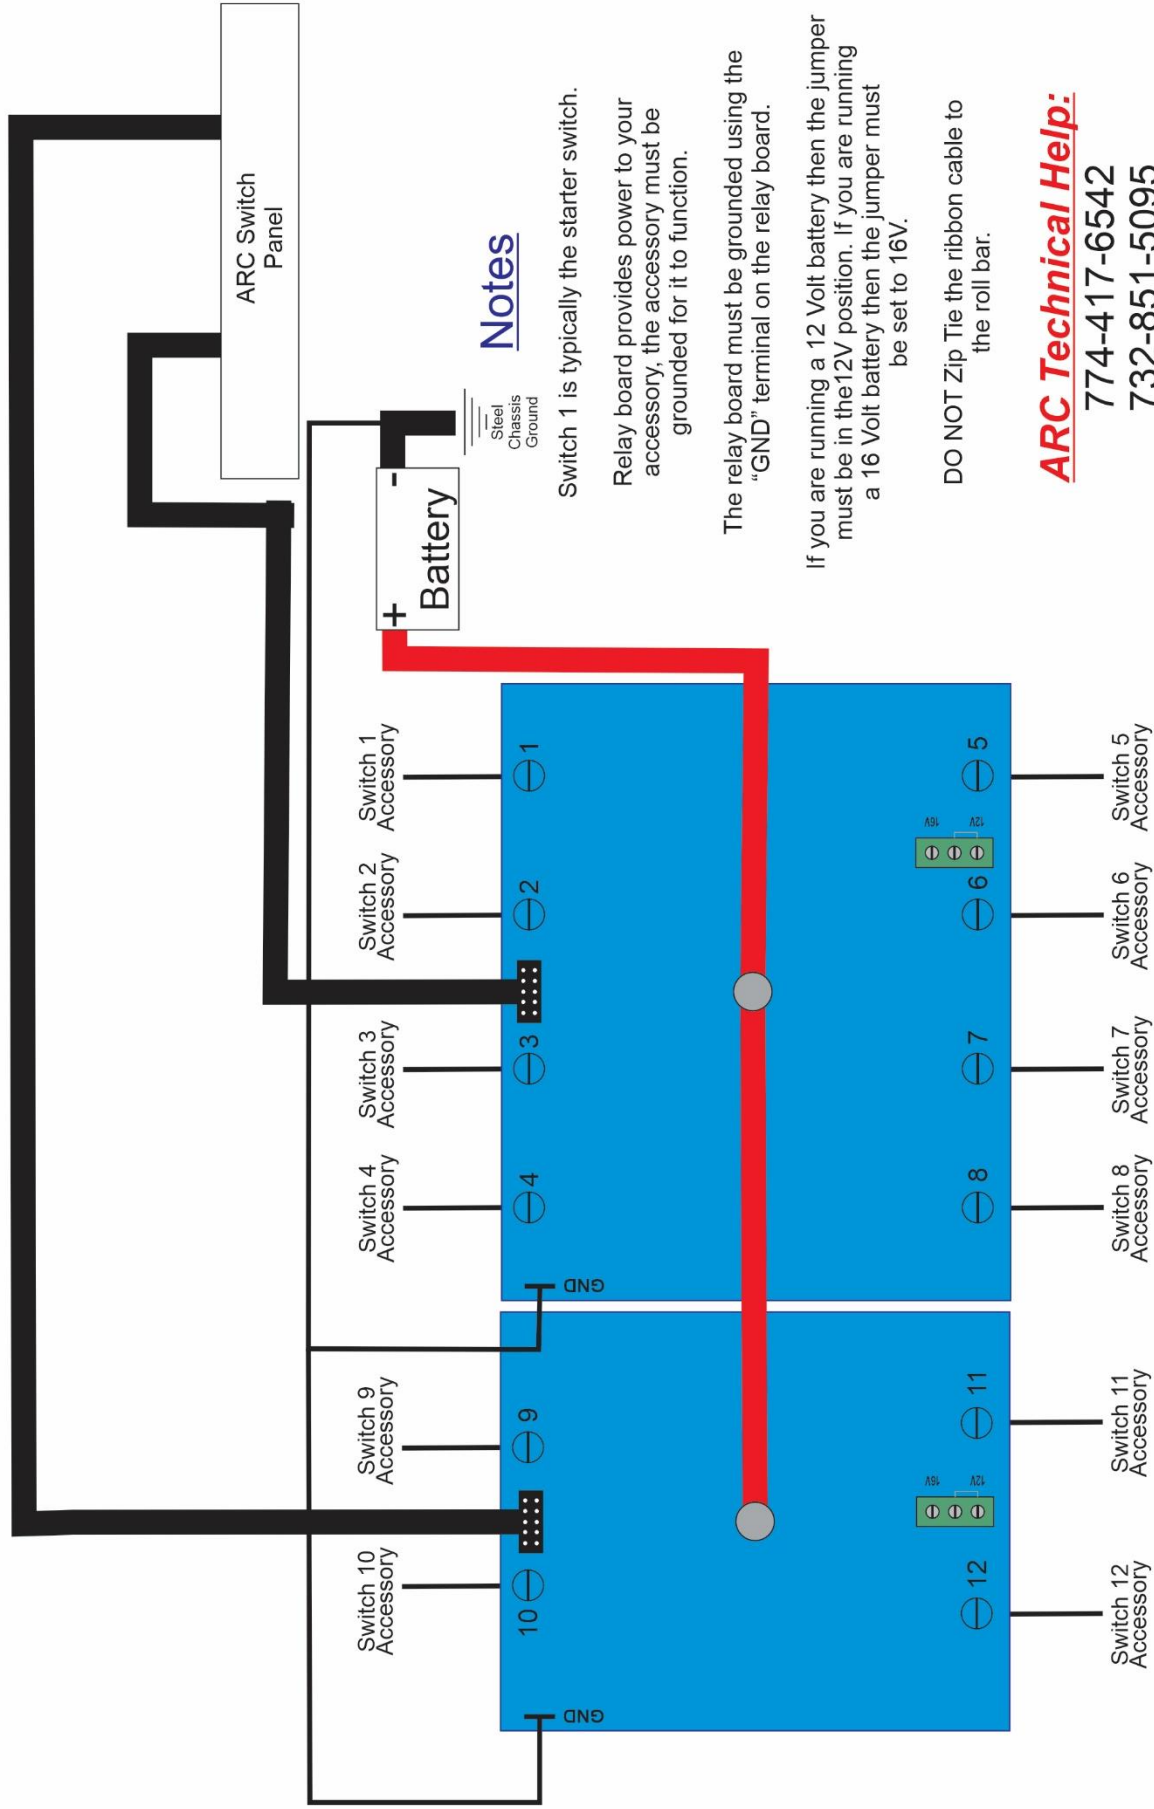 ARC Switch
Panel
Steel
Chassis
Ground
-
Battery
+
Switch 10
Accessory
Switch 9
Accessory
Switch 4
Accessory
Switch 3
Accessory
Switch 2
Accessory
Switch 1
Accessory
GND
10
9
GND
4
3
2
1
12
11
8
7
6
5
16V
12V
16V
12V
Switch 12
Accessory
Switch 11
Accessory
Switch 8
Accessory
Switch 7
Accessory
Switch 6
Accessory
Switch 5
Accessory
Notes
Switch 1 is typically the starter switch.
Relay board provides power to your
accessory, the accessory must be
grounded for it to function.
The relay board must be grounded using the
“GND” terminal on the relay board.
If you are running a 12 Volt battery then the jumper
must be in the12V position. If you are running
a 16 Volt battery then the jumper must
be set to 16V.
DO NOT Zip Tie the ribbon cable to
the roll bar.
ARC Technical Help:
774-417-6542
732-851-5095